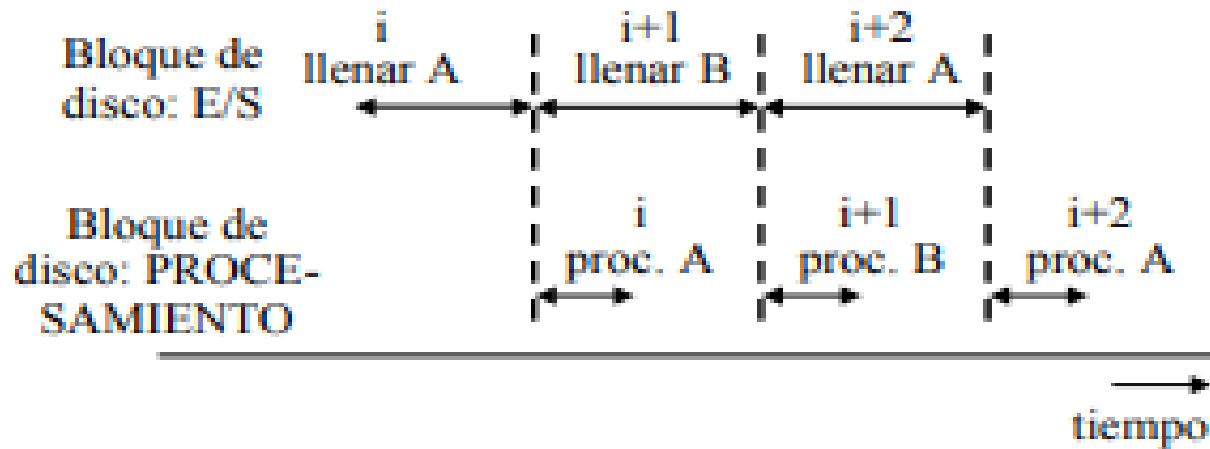 Bloque de
disco: E/S
i
llenar A
i+1
llenar B
i+2
llenar A
Bloque de
disco: PROCE-
SAMIENTO
i
proc. A
i+1
proc. B
i+2
proc. A
tiempo